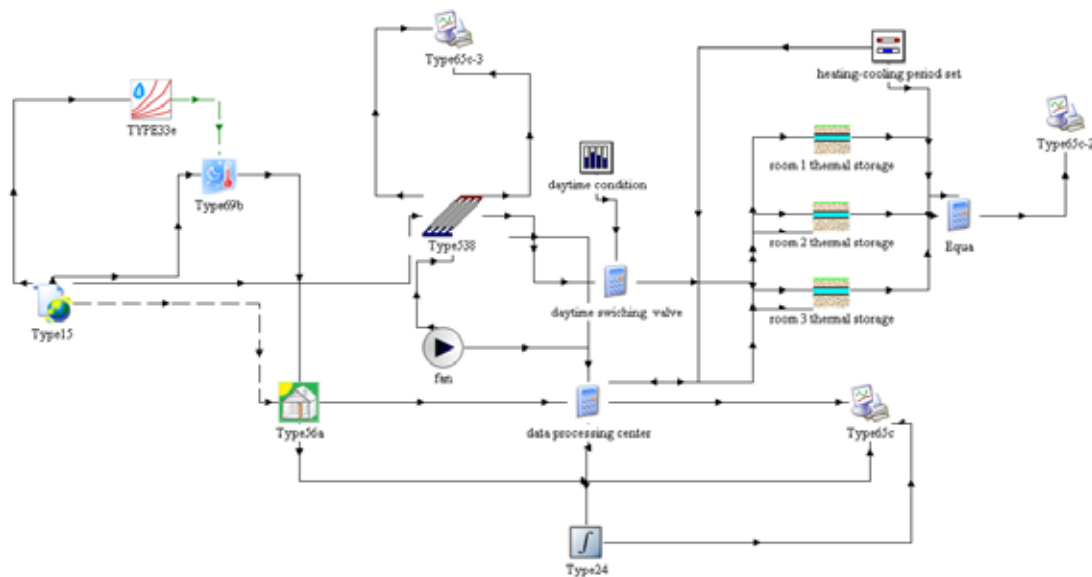 Type65c-3
heating-cooling period set
TYPE33e
Type65c-2
room 1 thermal storage
daytime condition
Type69b
Type538
room 2 thermal storage
Equa
daytime swiching valve
room 3 thermal storage
Type15
fan
Type56a
data processing center
Type65c
Type24